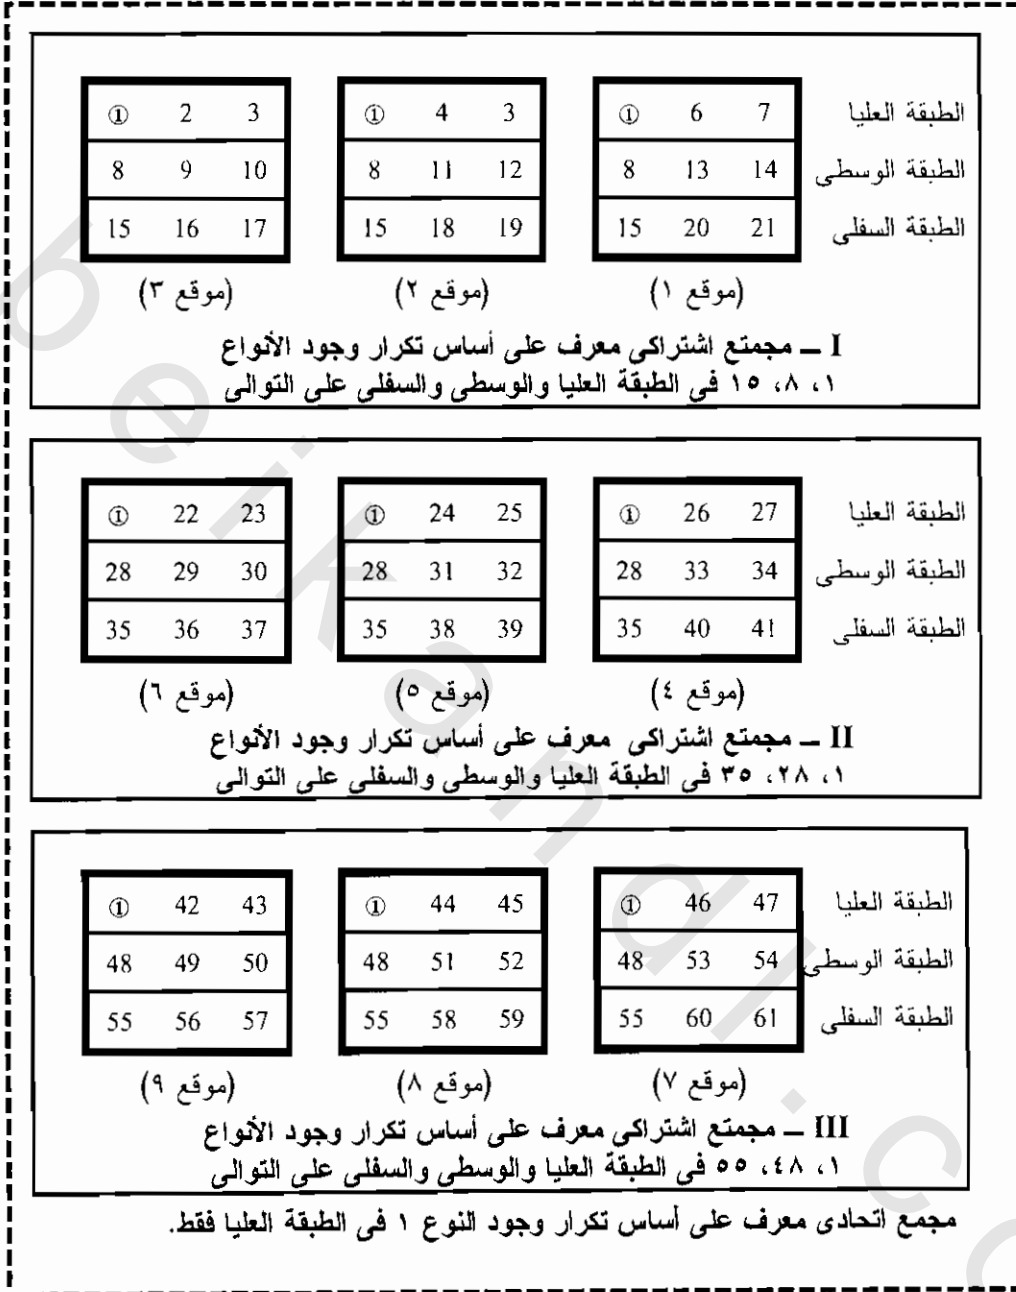 ① 2 3 ① 4 3 ① 6 7 الطبقة العليا
8 9 10 8 11 12 8 13 14 الطبقة الوسطى
15 16 17 15 18 19 15 20 21 الطبقة السفلى
(موقع ٣) (موقع ٢) (موقع ١)
I ــ مجمتع اشتراكى معرف على أساس تكرار وجود الأنواع
١، ٨، ١٥ فى الطبقة العليا والوسطى والسفلى على التوالى
① 22 23 ① 24 25 ① 26 27 الطبقة العليا
28 29 30 28 31 32 28 33 34 الطبقة الوسطى
35 36 37 35 38 39 35 40 41 الطبقة السفلى
(موقع ٦) (موقع ٥) (موقع ٤)
II ــ مجمتع اشتراكى معرف على أساس تكرار وجود الأنواع
١، ٢٨، ٣٥ فى الطبقة العليا والوسطى والسفلى على التوالى
① 42 43 ① 44 45 ① 46 47 الطبقة العليا
48 49 50 48 51 52 48 53 54 الطبقة الوسطى
55 56 57 55 58 59 55 60 61 الطبقة السفلى
(موقع ٩) (موقع ٨) (موقع ٧)
III ــ مجمتع اشتراكى معرف على أساس تكرار وجود الأنواع
١، ٤٨، ٥٥ فى الطبقة العليا والوسطى والسفلى على التوالى
مجمع اتحادى معرف على أساس تكرار وجود النوع ١ فى الطبقة العليا فقط.
beikandl.co